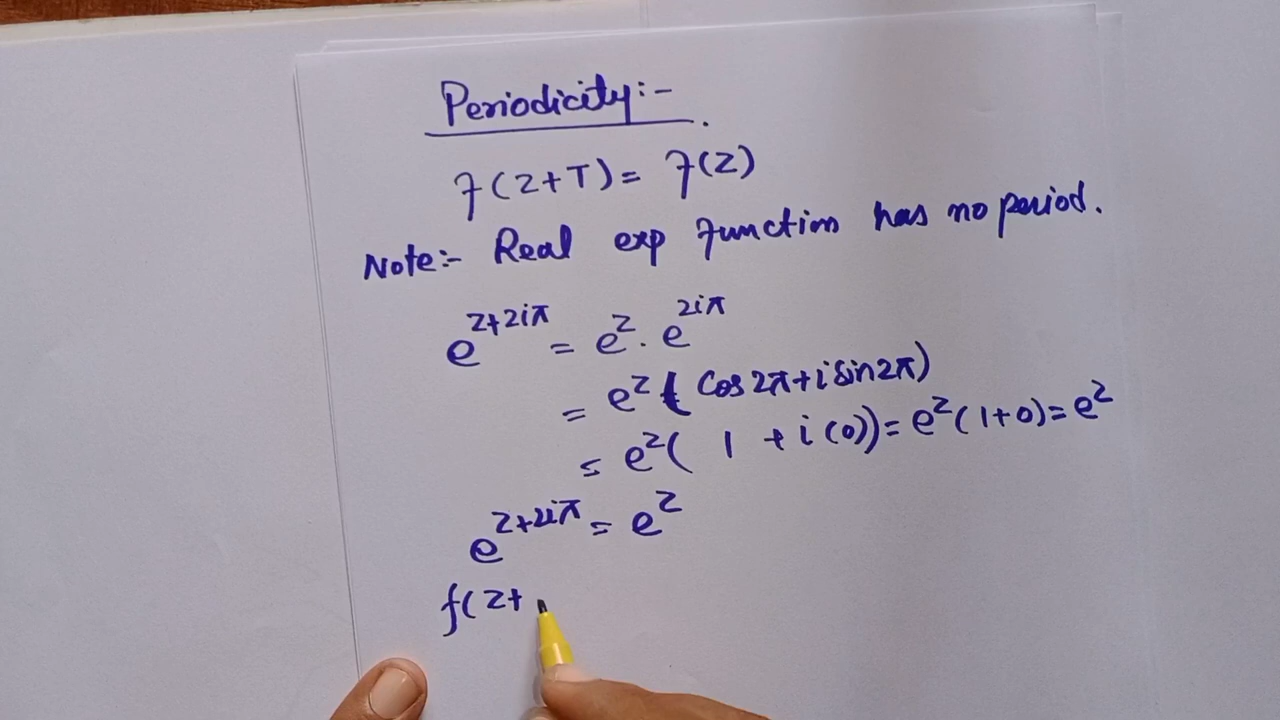 Periodicity:-
f(z+T) = f(z)
Note:- Real exp function has no period.
e^{z+2iπ} = e^z . e^{2iπ}
= e^z ( Cos 2π + i Sin 2π)
= e^z ( 1 + i (0)) = e^z (1+0) = e^z
e^{z+2iπ} = e^z
f( z+